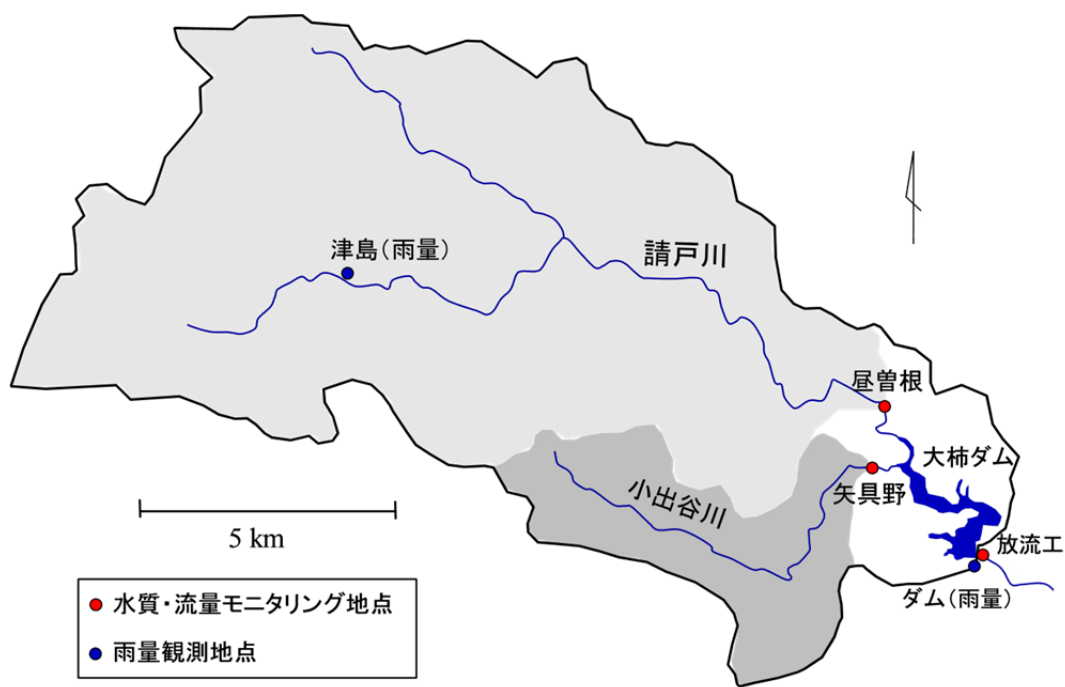 津島（雨量）
請戸川
昼曽根
大柿ダム
矢具野
小出谷川
放流工
ダム（雨量）
5 km
水質・流量モニタリング地点
雨量観測地点